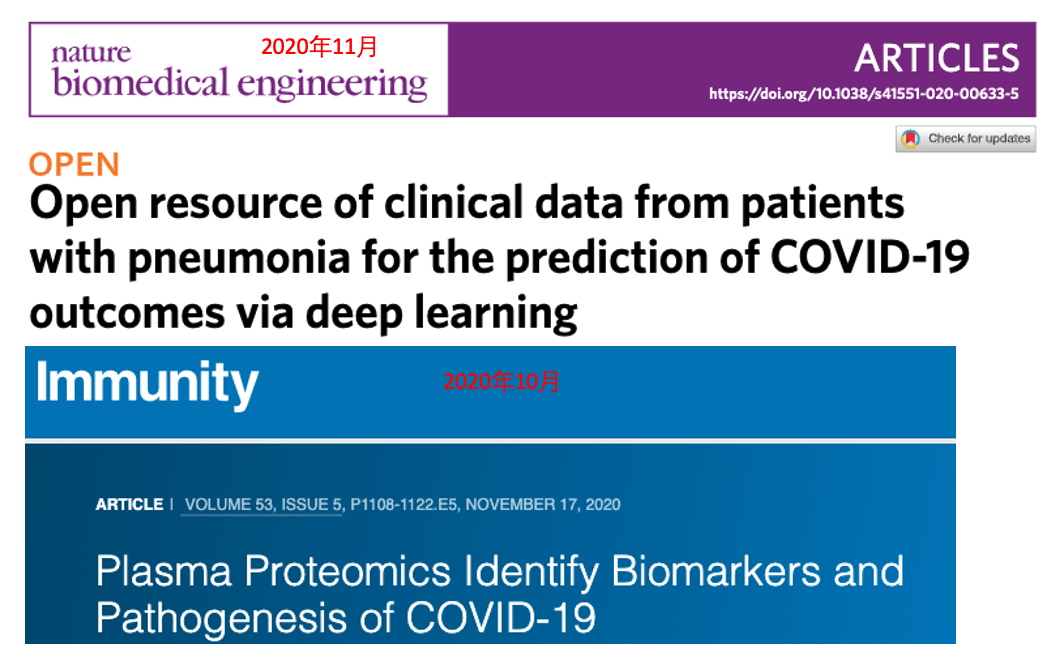 nature
2020年11月
biomedical engineering
ARTICLES
https://doi.org/10.1038/s41551-020-00633-5
Check for updates
OPEN
Open resource of clinical data from patients
with pneumonia for the prediction of COVID-19
outcomes via deep learning
Immunity
2020年10月
ARTICLE | VOLUME 53, ISSUE 5, P1108-1122.E5, NOVEMBER 17, 2020
Plasma Proteomics Identify Biomarkers and
Pathogenesis of COVID-19